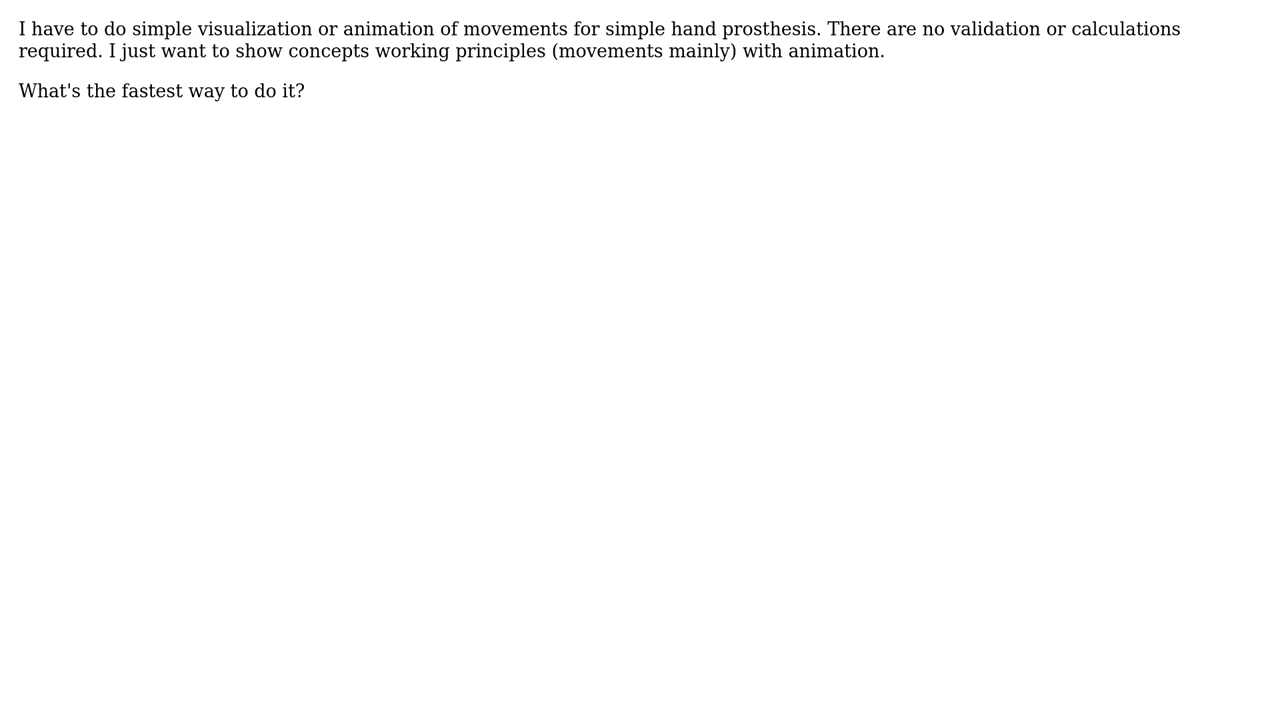 I have to do simple visualization or animation of movements for simple hand prosthesis. There are no validation or calculations
required. I just want to show concepts working principles (movements mainly) with animation.
What's the fastest way to do it?